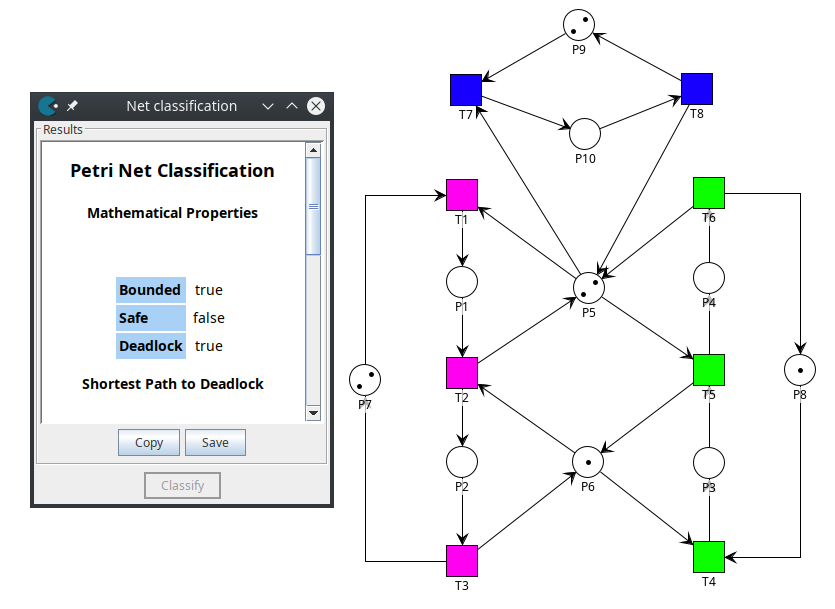 Net classification
Results
Petri Net Classification
Mathematical Properties
Bounded true
Safe false
Deadlock true
Shortest Path to Deadlock
Copy Save
Classify
P9
T7
T8
P10
T1
T6
P1
P5
P4
P7
T2
T5
P8
P2
P6
P3
T3
T4